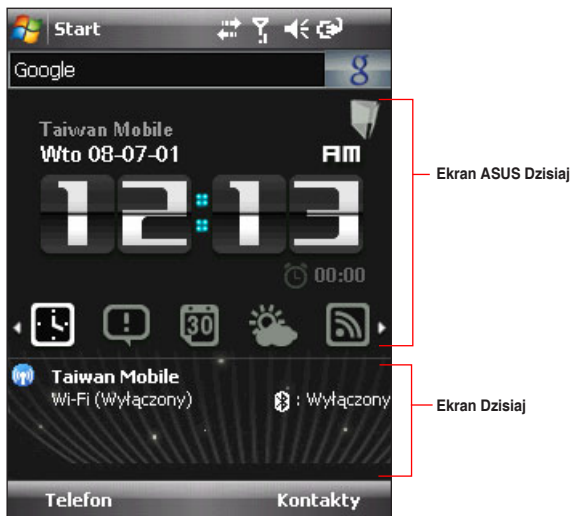 Start
Google
g
Taiwan Mobile
Wto 08-07-01
AM
12:13
00:00
30
Ekran ASUS Dzisiaj
Taiwan Mobile
Wi-Fi (Wyłączony)
: Wyłączony
Ekran Dzisiaj
Telefon
Kontakty